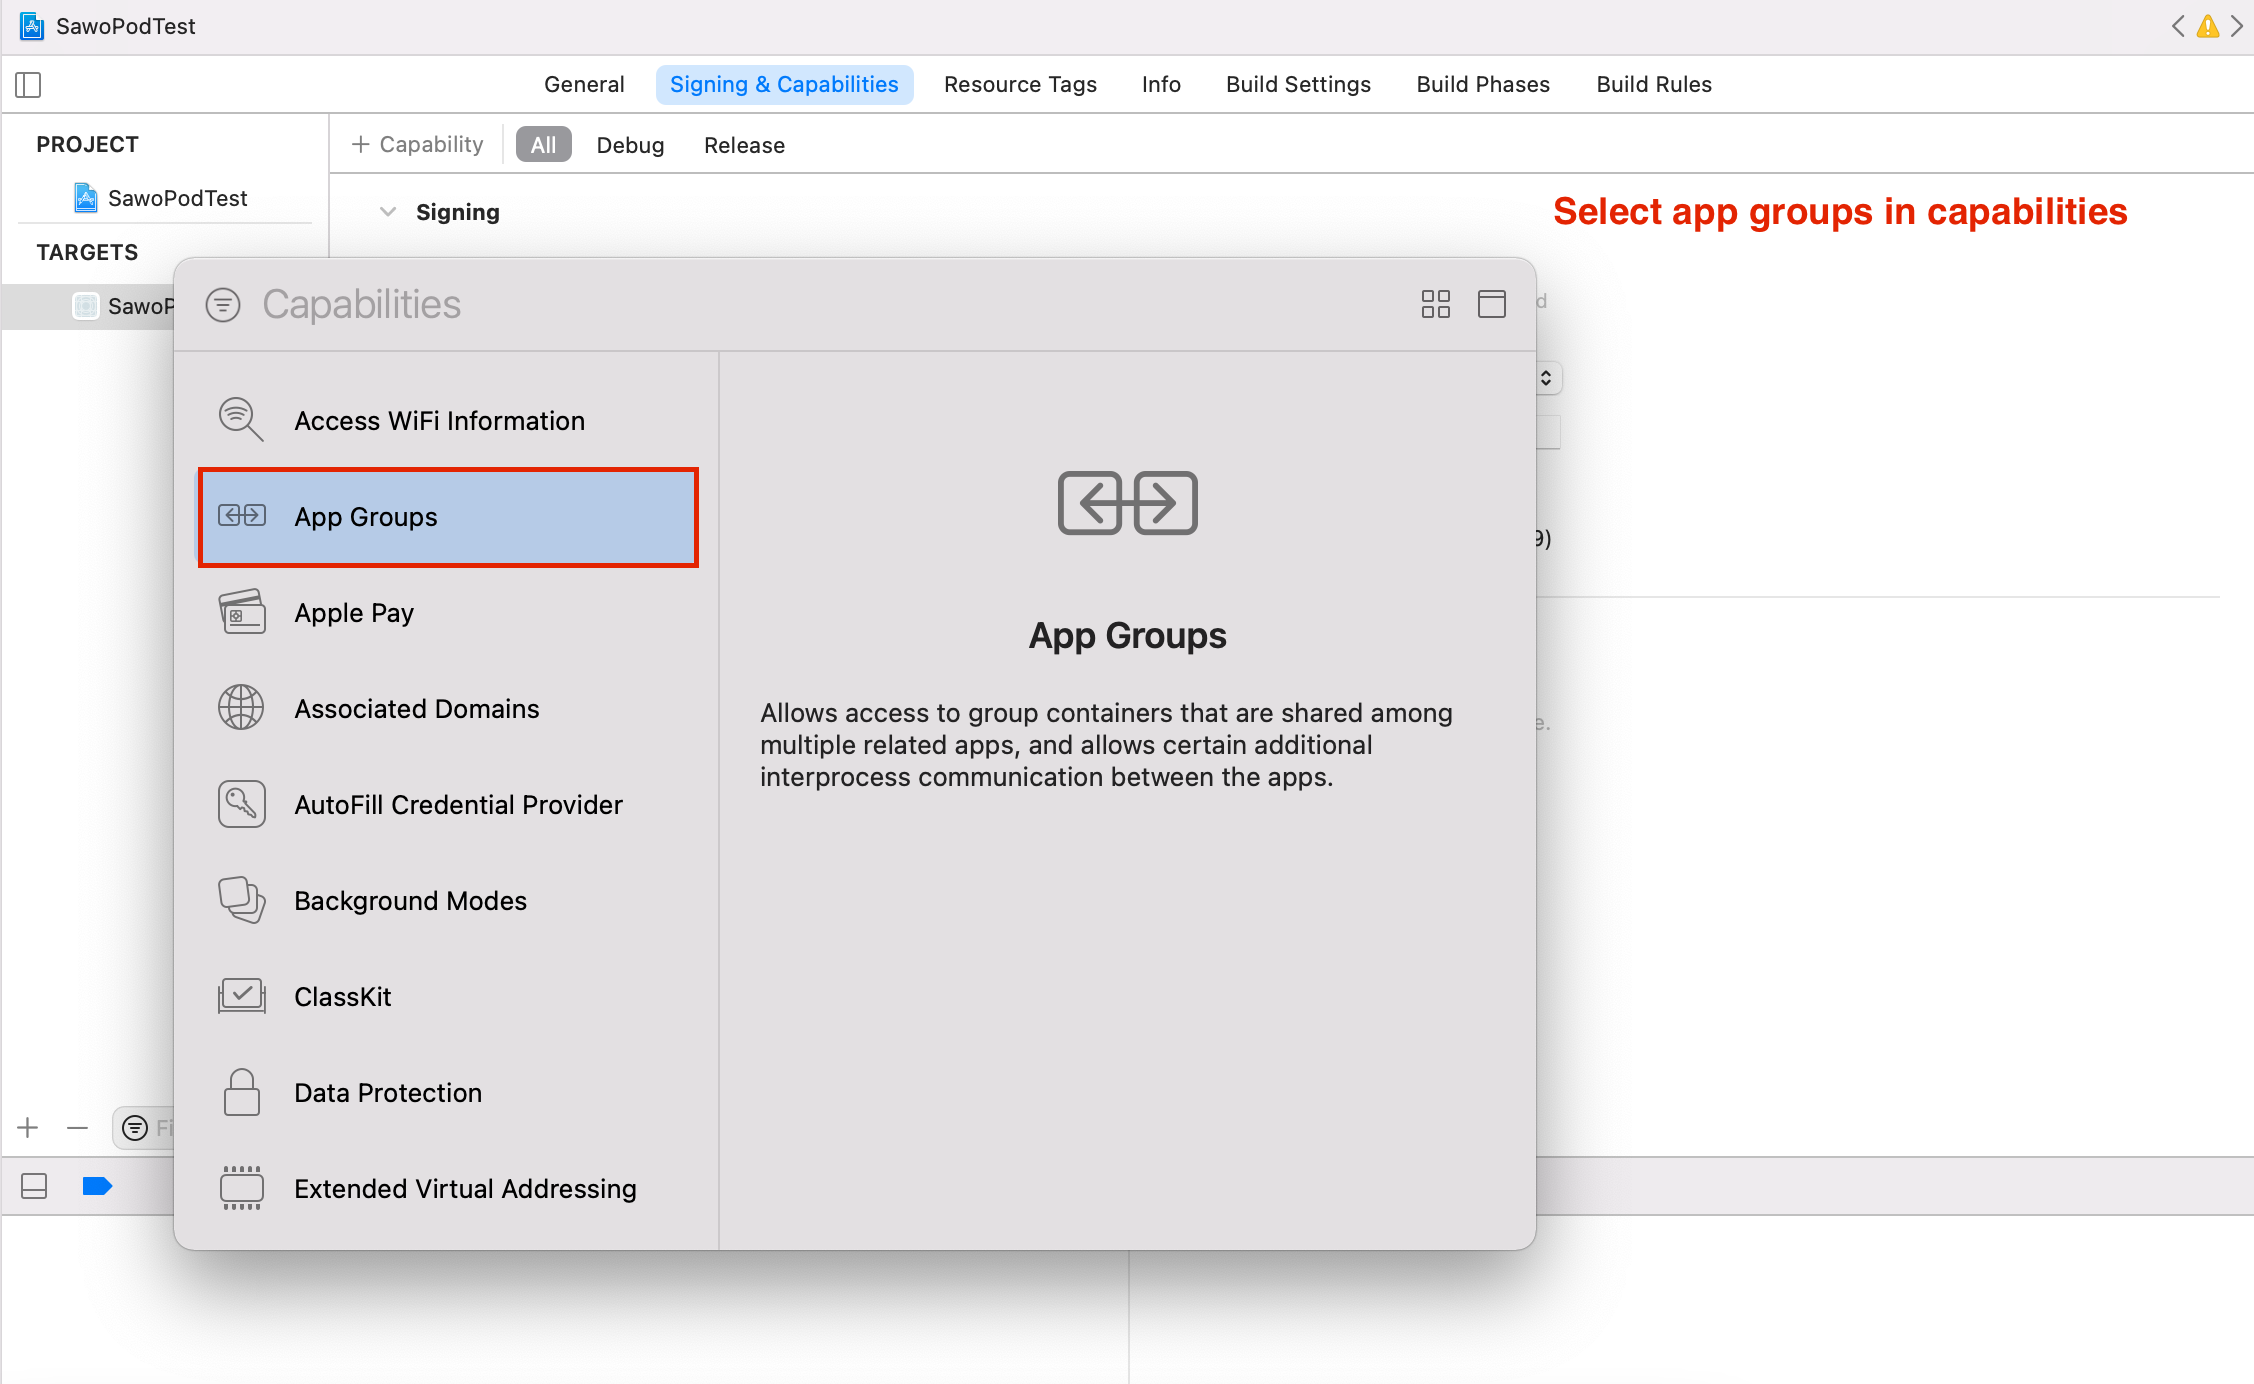 SawoPodTest
General Signing & Capabilities Resource Tags Info Build Settings Build Phases Build Rules
PROJECT
+ Capability All Debug Release
SawoPodTest
Signing
Select app groups in capabilities
TARGETS
SawoP
Capabilities
d
Access WiFi Information
App Groups
9)
Apple Pay
Associated Domains
AutoFill Credential Provider
Background Modes
ClassKit
Data Protection
Extended Virtual Addressing
App Groups
Allows access to group containers that are shared among
multiple related apps, and allows certain additional
interprocess communication between the apps.
e.
Fi